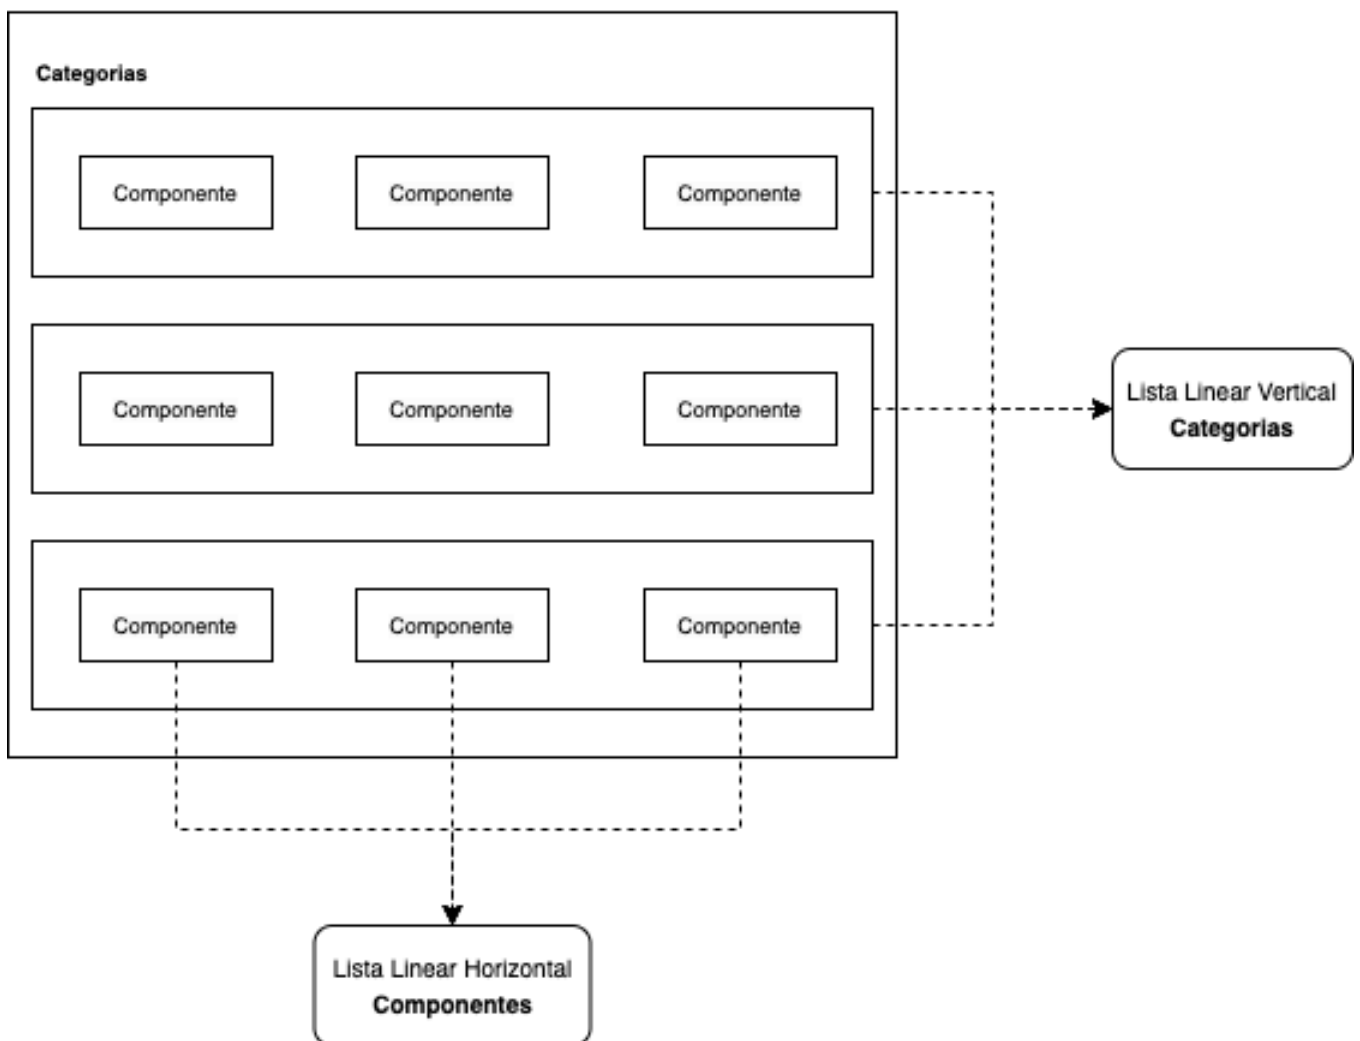 Categorias
Componente Componente Componente
Componente Componente Componente
Lista Linear Vertical
Categorias
Componente Componente Componente
Lista Linear Horizontal
Componentes